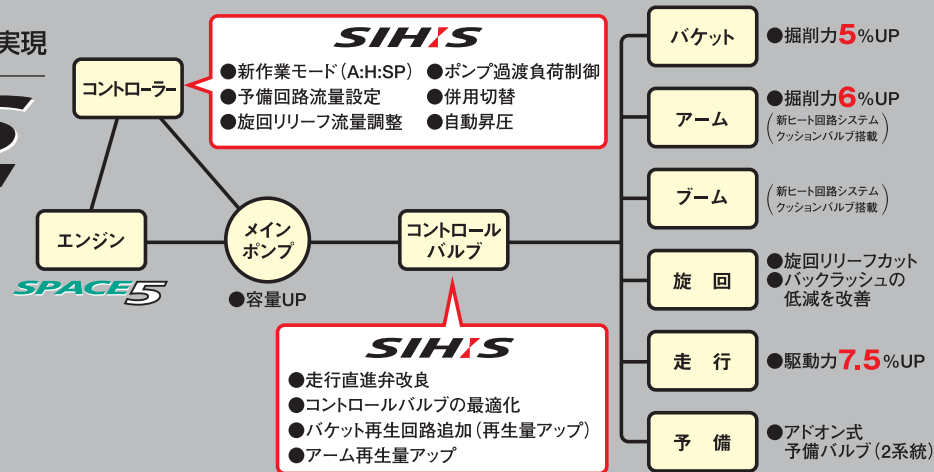 実現
コントローラー
SIH:S
●新作業モード(A:H:SP)
●予備回路流量設定
●旋回リリーフ流量調整
●ポンプ過渡負荷制御
●併用切替
●自動昇圧
エンジン
SPACE5
メイン
ポンプ
●容量UP
コントロール
バルブ
SIH:S
●走行直進弁改良
●コントロールバルブの最適化
●バケット再生回路追加(再生量アップ)
●アーム再生量アップ
バケット
●掘削力5%UP
アーム
●掘削力6%UP
(新ヒート回路システム
クッションバルブ搭載)
ブーム
(新ヒート回路システム
クッションバルブ搭載)
旋回
●旋回リリーフカット
●バックラッシュの
低減を改善
走行
●駆動力7.5%UP
予備
●アドオン式
予備バルブ(2系統)